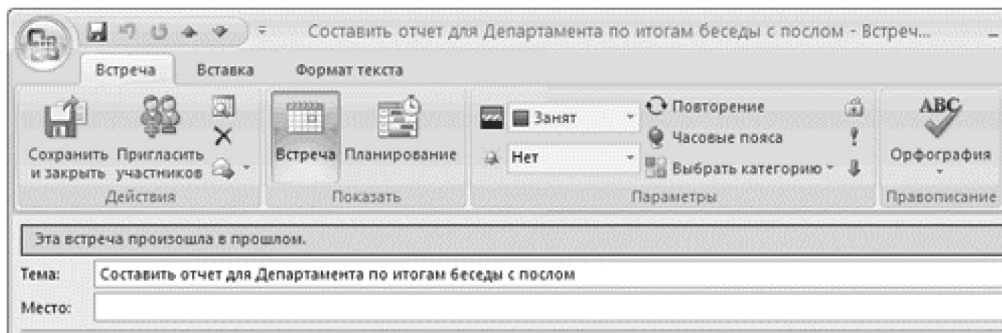 Составить отчет для Департамента по итогам беседы с послом - Встреч...
Встреча Вставка Формат текста
Сохранить и закрыть Пригласить участников Встреча Планирование Занят Нет Повторение Часовые пояса Выбрать категорию ABC Орфография
Действия Показать Параметры Правописание
Эта встреча произошла в прошлом.
Тема: Составить отчет для Департамента по итогам беседы с послом
Место: